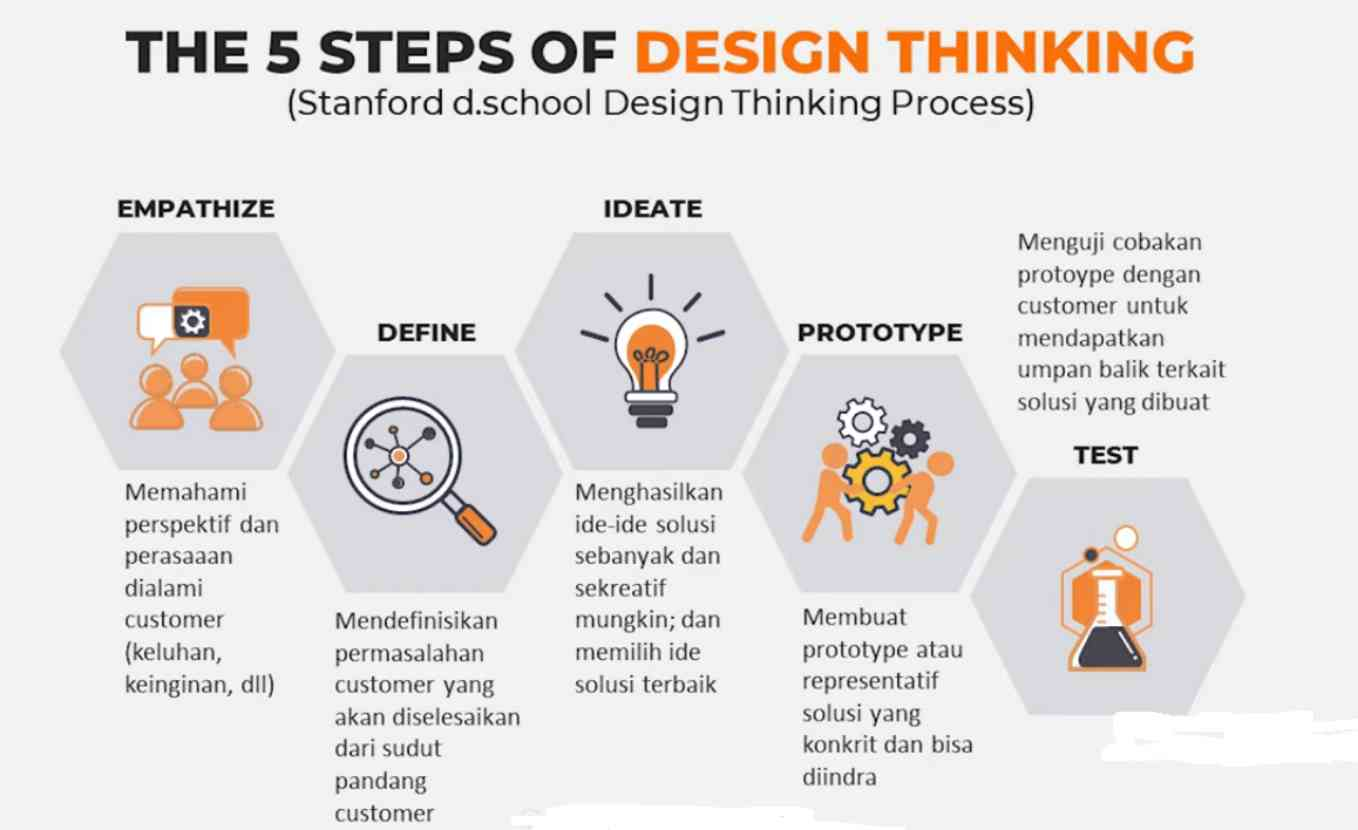 THE 5 STEPS OF DESIGN THINKING
(Stanford d.school Design Thinking Process)
EMPATHIZE
Memahami
perspektif dan
perasaaan
dialami
customer
(keluhan,
keinginan, dll)
DEFINE
Mendefinisikan
permasalahan
customer yang
akan diselesaikan
dari sudut
pandang
customer
IDEATE
Menghasilkan
ide-ide solusi
sebanyak dan
sekreatif
mungkin; dan
memilih ide
solusi terbaik
PROTOTYPE
Membuat
prototype atau
representatif
solusi yang
konkrit dan bisa
diindra
Menguji cobakan
protoype dengan
customer untuk
mendapatkan
umpan balik terkait
solusi yang dibuat
TEST